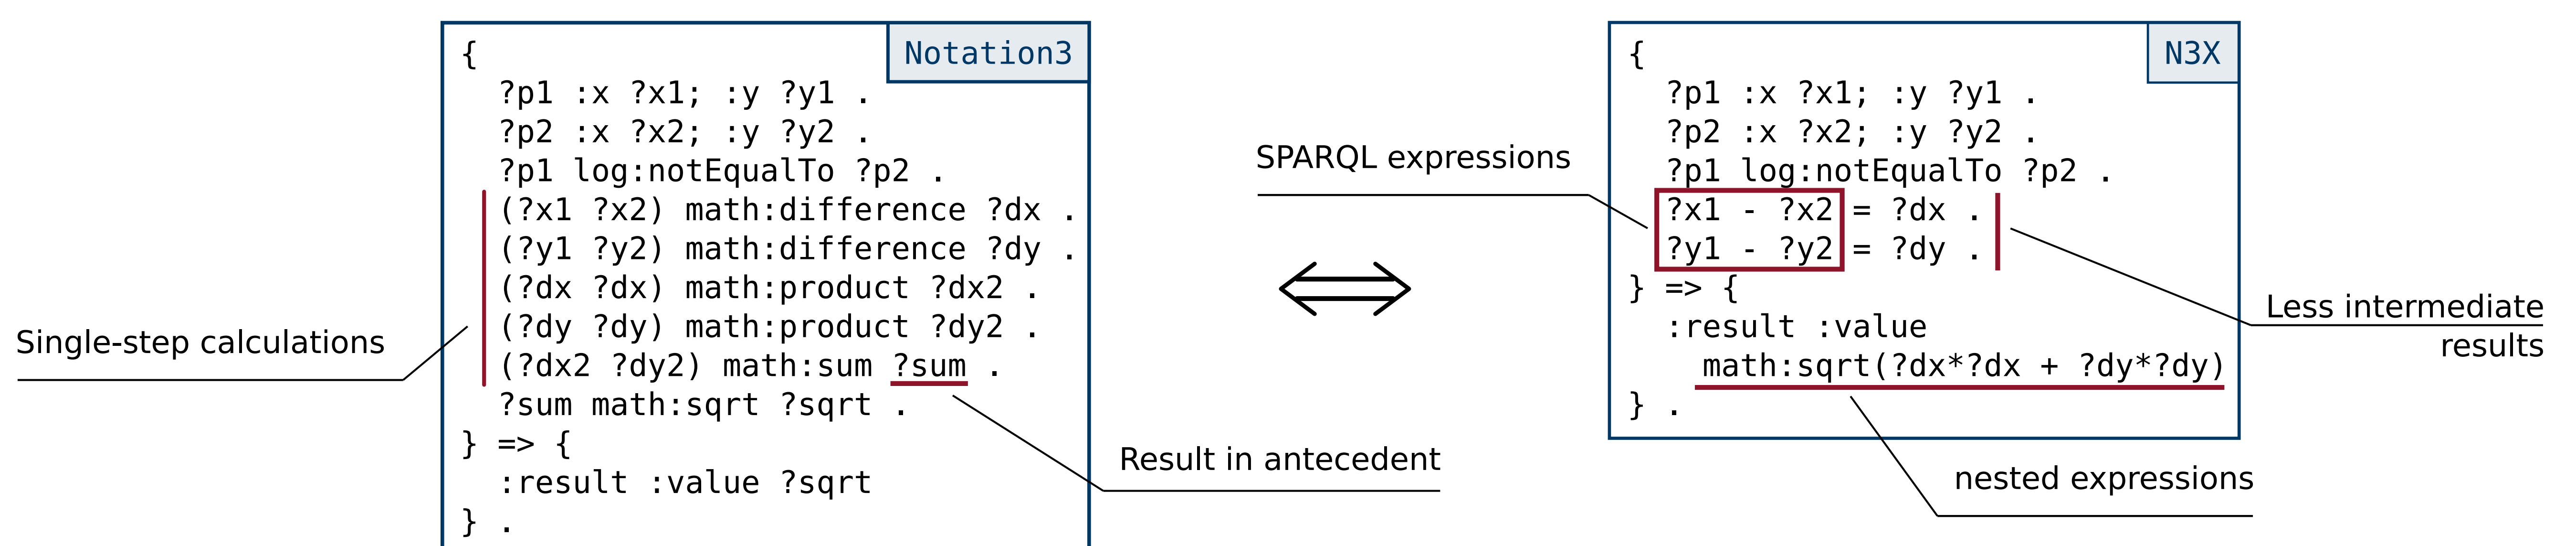 Notation3
{
?p1 :x ?x1; :y ?y1 .
?p2 :x ?x2; :y ?y2 .
?p1 log:notEqualTo ?p2 .
(?x1 ?x2) math:difference ?dx .
(?y1 ?y2) math:difference ?dy .
(?dx ?dx) math:product ?dx2 .
(?dy ?dy) math:product ?dy2 .
(?dx2 ?dy2) math:sum ?sum .
?sum math:sqrt ?sqrt .
} => {
:result :value ?sqrt
} .
Single-step calculations
Result in antecedent
SPARQL expressions
N3X
{
?p1 :x ?x1; :y ?y1 .
?p2 :x ?x2; :y ?y2 .
?p1 log:notEqualTo ?p2 .
?x1 - ?x2 = ?dx .
?y1 - ?y2 = ?dy .
} => {
:result :value
math:sqrt(?dx*?dx + ?dy*?dy)
} .
Less intermediate
results
nested expressions